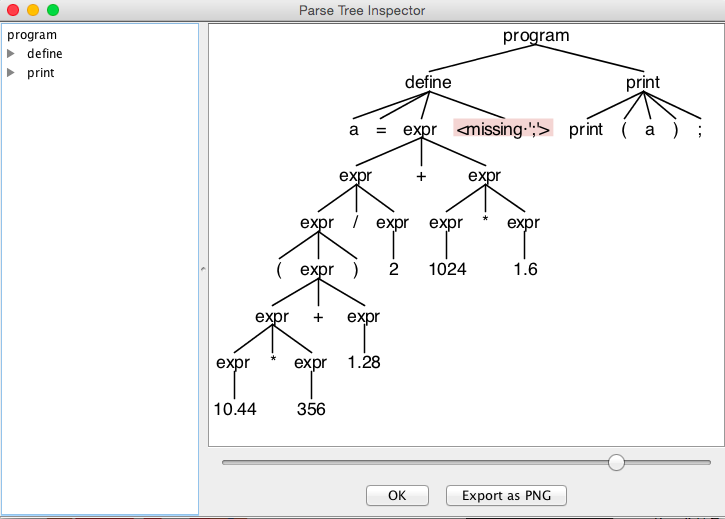 Parse Tree Inspector
program
define
print
program
define print
a = expr <missing·';'> print ( a ) ;
expr + expr
expr / expr expr * expr
( expr ) 2 1024 1.6
expr + expr
expr * expr 1.28
10.44 356
OK Export as PNG